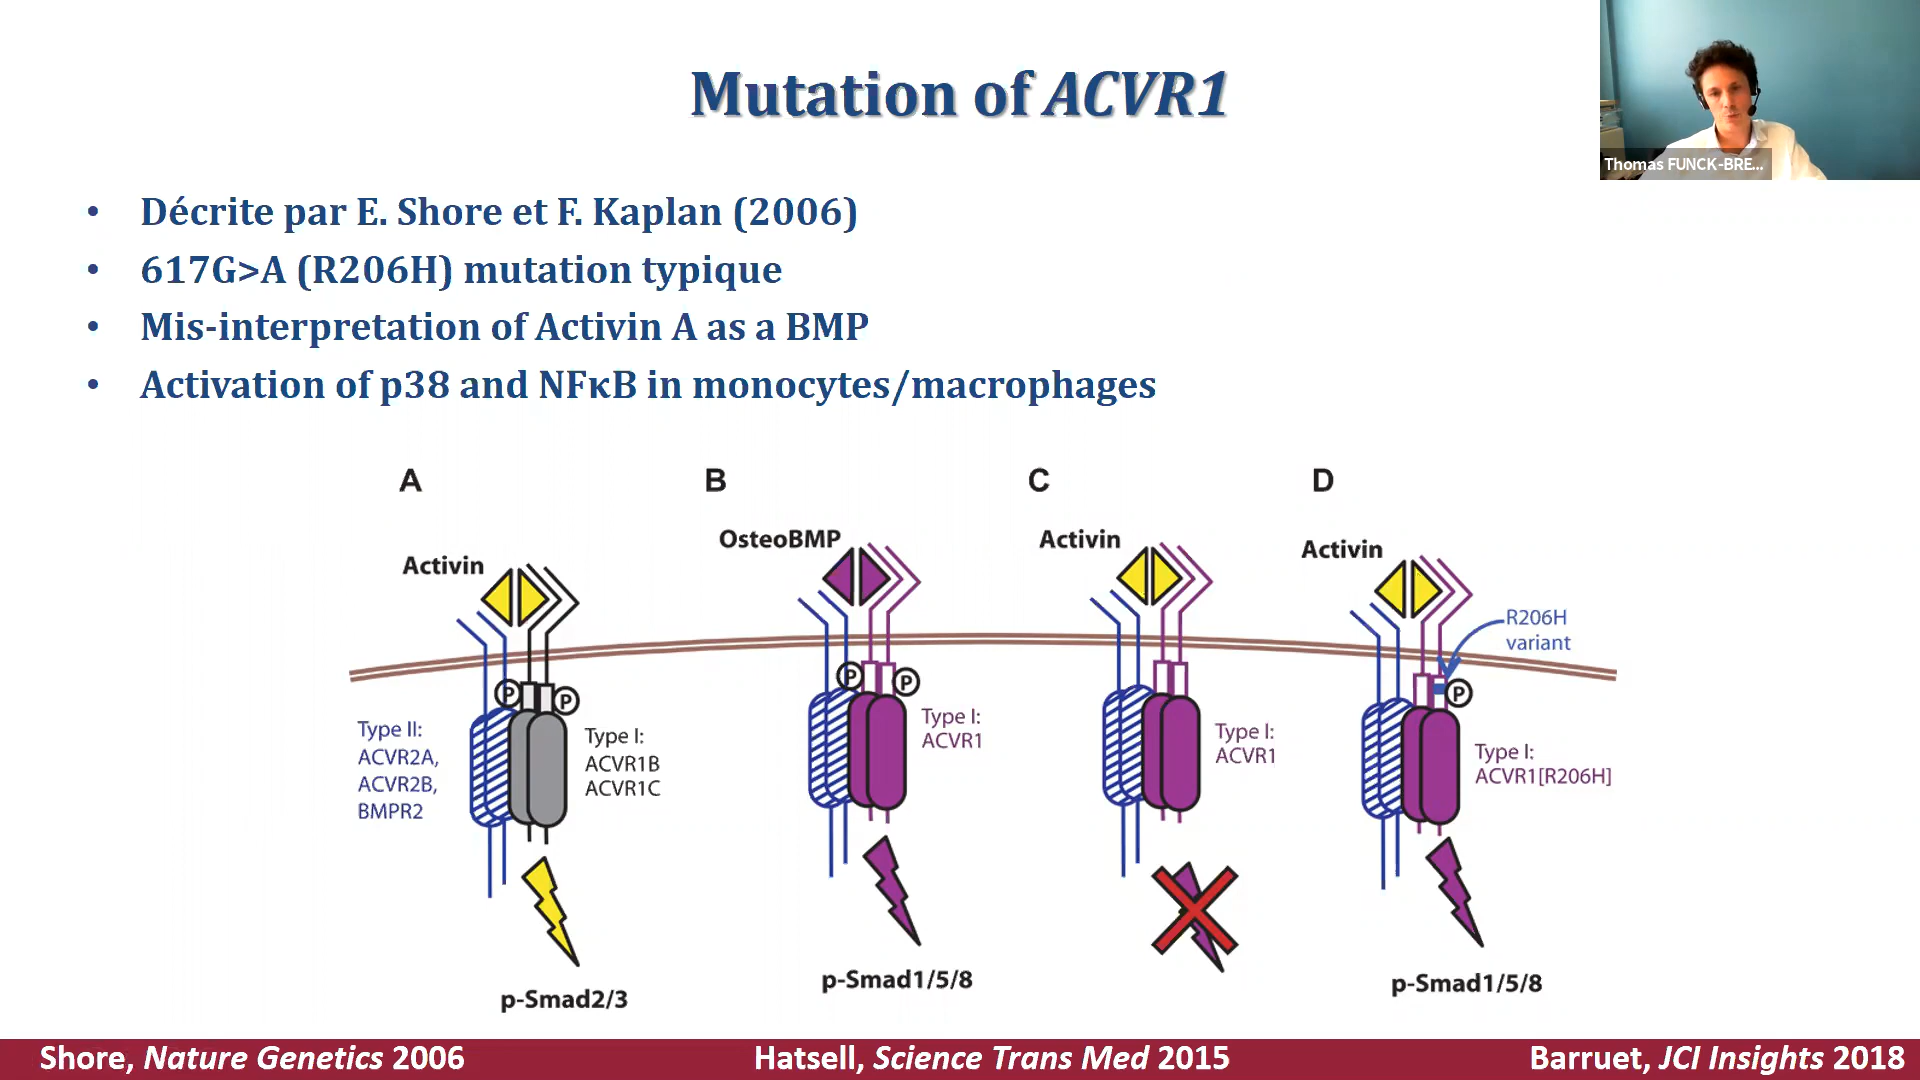 Mutation of ACVR1
Thomas FUNCK-BRE...
• Décrite par E. Shore et F. Kaplan (2006)
• 617G>A (R206H) mutation typique
• Mis-interpretation of Activin A as a BMP
• Activation of p38 and NFκB in monocytes/macrophages
A
Activin
P
P
Type II:
ACVR2A,
ACVR2B,
BMPR2
Type I:
ACVR1B
ACVR1C
p-Smad2/3
B
OsteoBMP
P
P
Type I:
ACVR1
p-Smad1/5/8
C
Activin
Type I:
ACVR1
D
Activin
R206H
variant
P
Type I:
ACVR1[R206H]
p-Smad1/5/8
Shore, Nature Genetics 2006
Hatsell, Science Trans Med 2015
Barruet, JCI Insights 2018